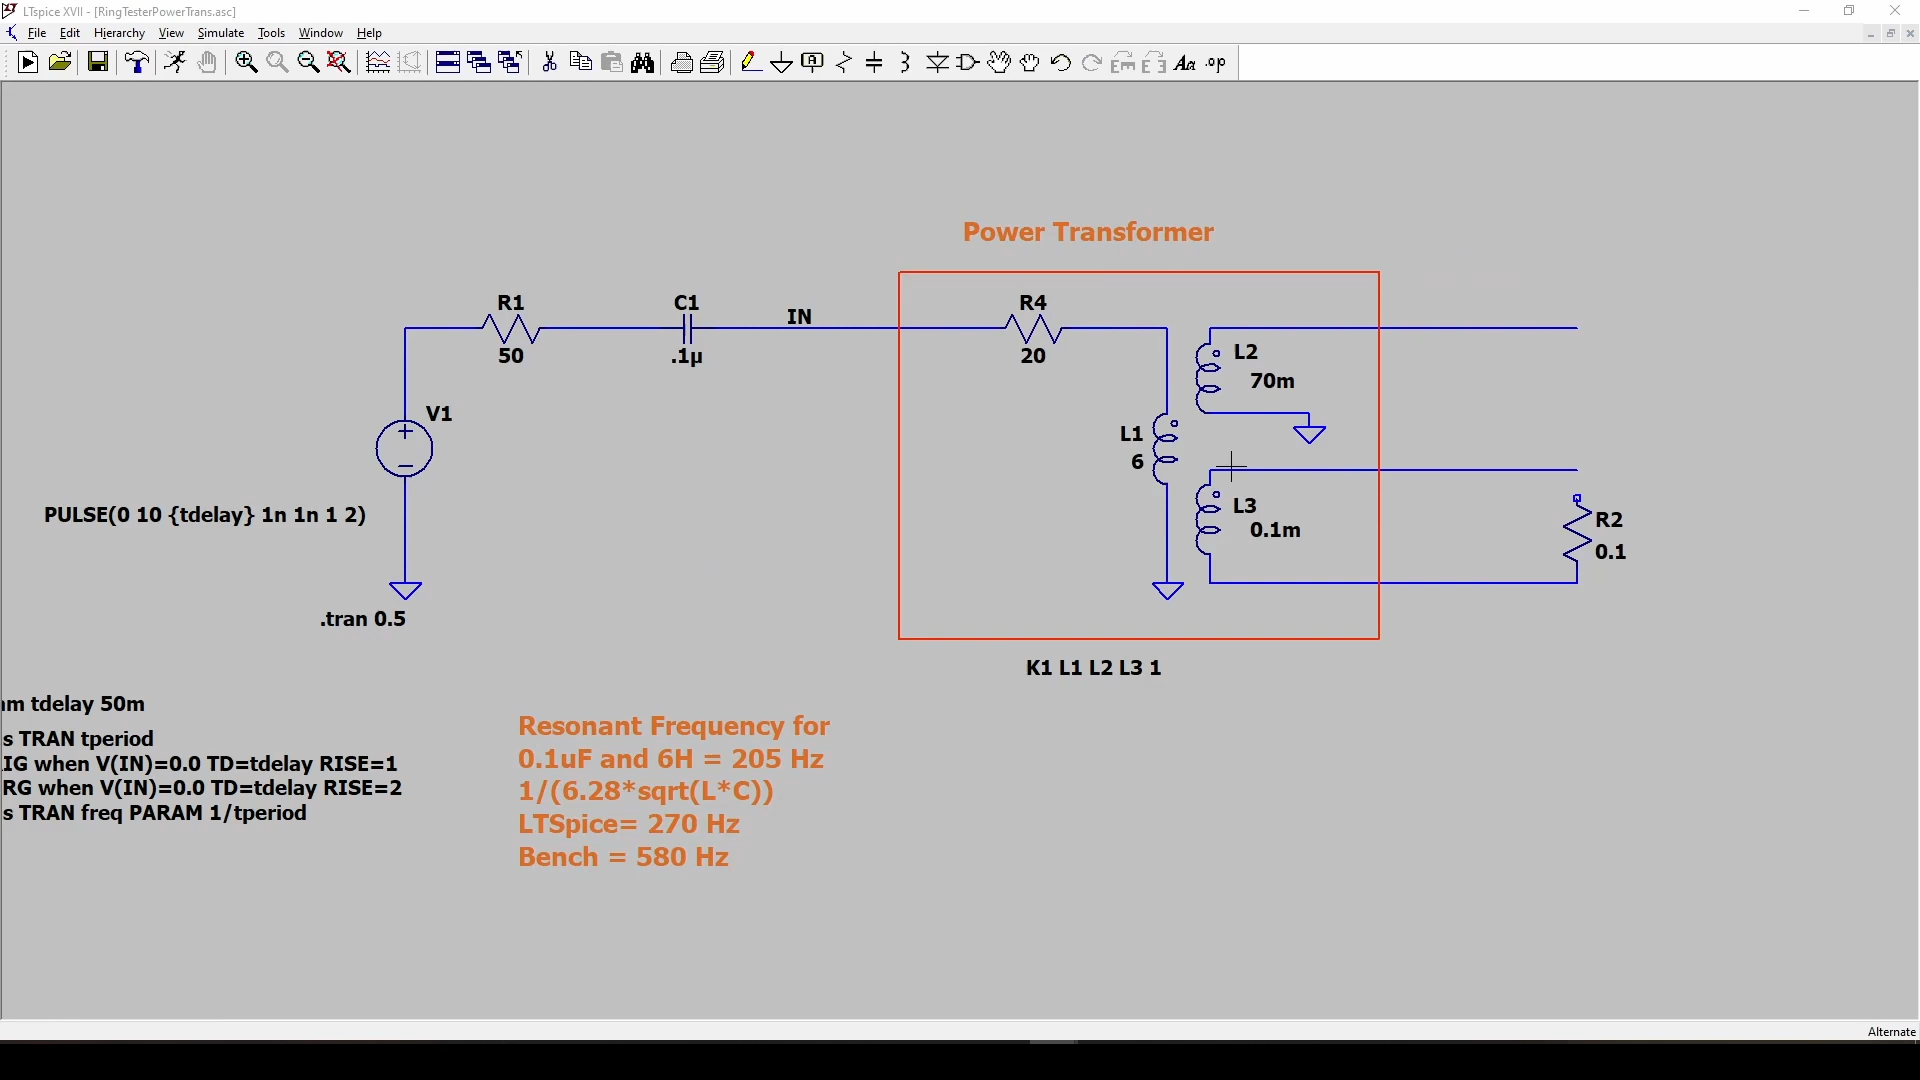 LTspice XVII - [RingTesterPowerTrans.asc]
File Edit Hierarchy View Simulate Tools Window Help
Aa .op
Power Transformer
R1
50
C1
.1µ
IN
R4
20
L2
70m
V1
L1
6
L3
0.1m
R2
0.1
PULSE(0 10 {tdelay} 1n 1n 1 2)
.tran 0.5
K1 L1 L2 L3 1
am tdelay 50m
s TRAN tperiod
IG when V(IN)=0.0 TD=tdelay RISE=1
RG when V(IN)=0.0 TD=tdelay RISE=2
s TRAN freq PARAM 1/tperiod
Resonant Frequency for
0.1uF and 6H = 205 Hz
1/(6.28*sqrt(L*C))
LTSpice= 270 Hz
Bench = 580 Hz
Alternate